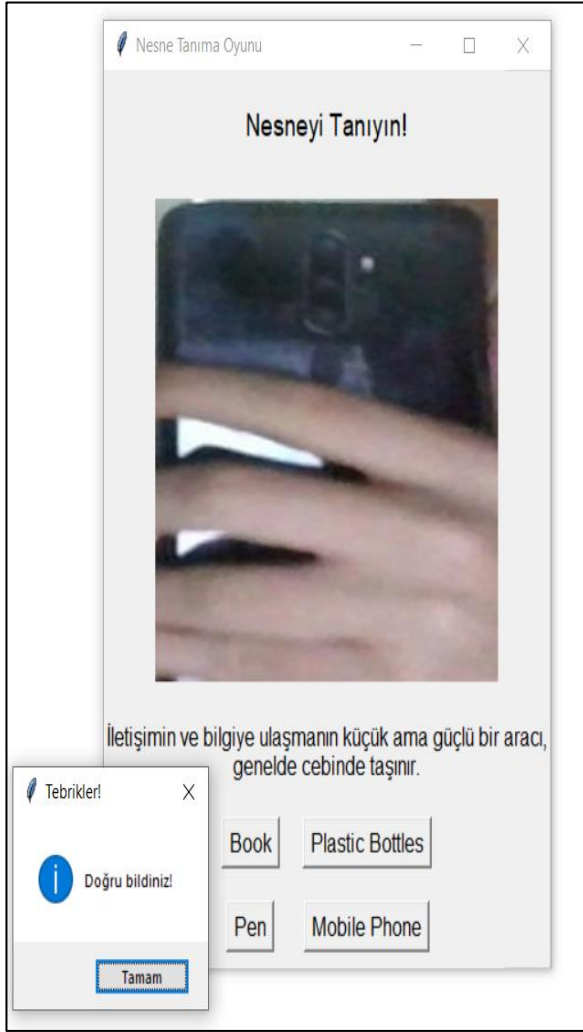 Nesne Tanıma Oyunu
Nesneyi Tanıyın!
İletişimin ve bilgiye ulaşmanın küçük ama güçlü bir aracı,
genelde cebinde taşınır.
Book
Plastic Bottles
Pen
Mobile Phone
Tebrikler!
Doğru bildiniz!
Tamam